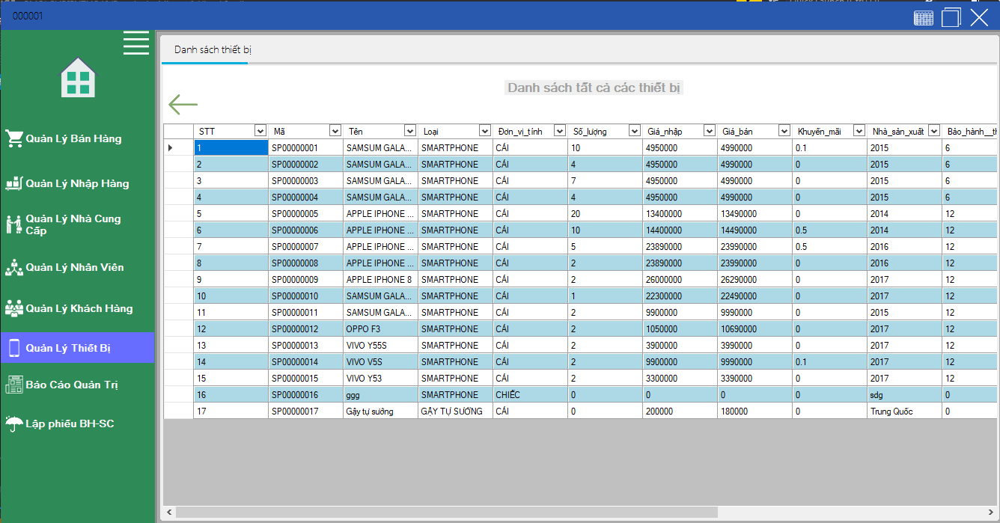 000001
Quản Lý Bán Hàng
Quản Lý Nhập Hàng
Quản Lý Nhà Cung
Cấp
Quản Lý Nhân Viên
Quản Lý Khách Hàng
Quản Lý Thiết Bị
Báo Cáo Quản Trị
Lập phiếu BH-SC
Danh sách thiết bị
Danh sách tất cả các thiết bị
STT Mã Tên Loại Đơn_vị_tính Số_lượng Giá_nhập Giá_bán Khuyến_mãi Nhà_sản_xuất Bảo_hành__th
1 SP00000001 SAMSUM GALA... SMARTPHONE CÁI 10 4950000 4990000 0.1 2015 6
2 SP00000002 SAMSUM GALA... SMARTPHONE CÁI 4 4950000 4990000 0 2015 6
3 SP00000003 SAMSUM GALA... SMARTPHONE CÁI 7 4950000 4990000 0 2015 6
4 SP00000004 SAMSUM GALA... SMARTPHONE CÁI 4 4950000 4990000 0 2015 6
5 SP00000005 APPLE IPHONE ... SMARTPHONE CÁI 20 13400000 13490000 0 2014 12
6 SP00000006 APPLE IPHONE ... SMARTPHONE CÁI 10 14400000 14490000 0.5 2014 12
7 SP00000007 APPLE IPHONE ... SMARTPHONE CÁI 5 23890000 23990000 0.5 2016 12
8 SP00000008 APPLE IPHONE ... SMARTPHONE CÁI 2 23890000 23990000 0 2016 12
9 SP00000009 APPLE IPHONE 8 SMARTPHONE CÁI 2 26000000 26290000 0 2017 12
10 SP00000010 SAMSUM GALA... SMARTPHONE CÁI 1 22300000 22490000 0 2017 12
11 SP00000011 SAMSUM GALA... SMARTPHONE CÁI 2 9900000 9990000 0 2015 12
12 SP00000012 OPPO F3 SMARTPHONE CÁI 2 1050000 10690000 0 2017 12
13 SP00000013 VIVO Y55S SMARTPHONE CÁI 2 3900000 3990000 0 2017 12
14 SP00000014 VIVO V5S SMARTPHONE CÁI 2 9900000 9990000 0.1 2017 12
15 SP00000015 VIVO Y53 SMARTPHONE CÁI 2 3300000 3390000 0 2017 12
16 SP00000016 ggg SMARTPHONE CHIẾC 0 0 0 0 sdg 0
17 SP00000017 Gậy tự sướng GẬY TỰ SƯỚNG CÁI 0 200000 180000 0 Trung Quốc 0